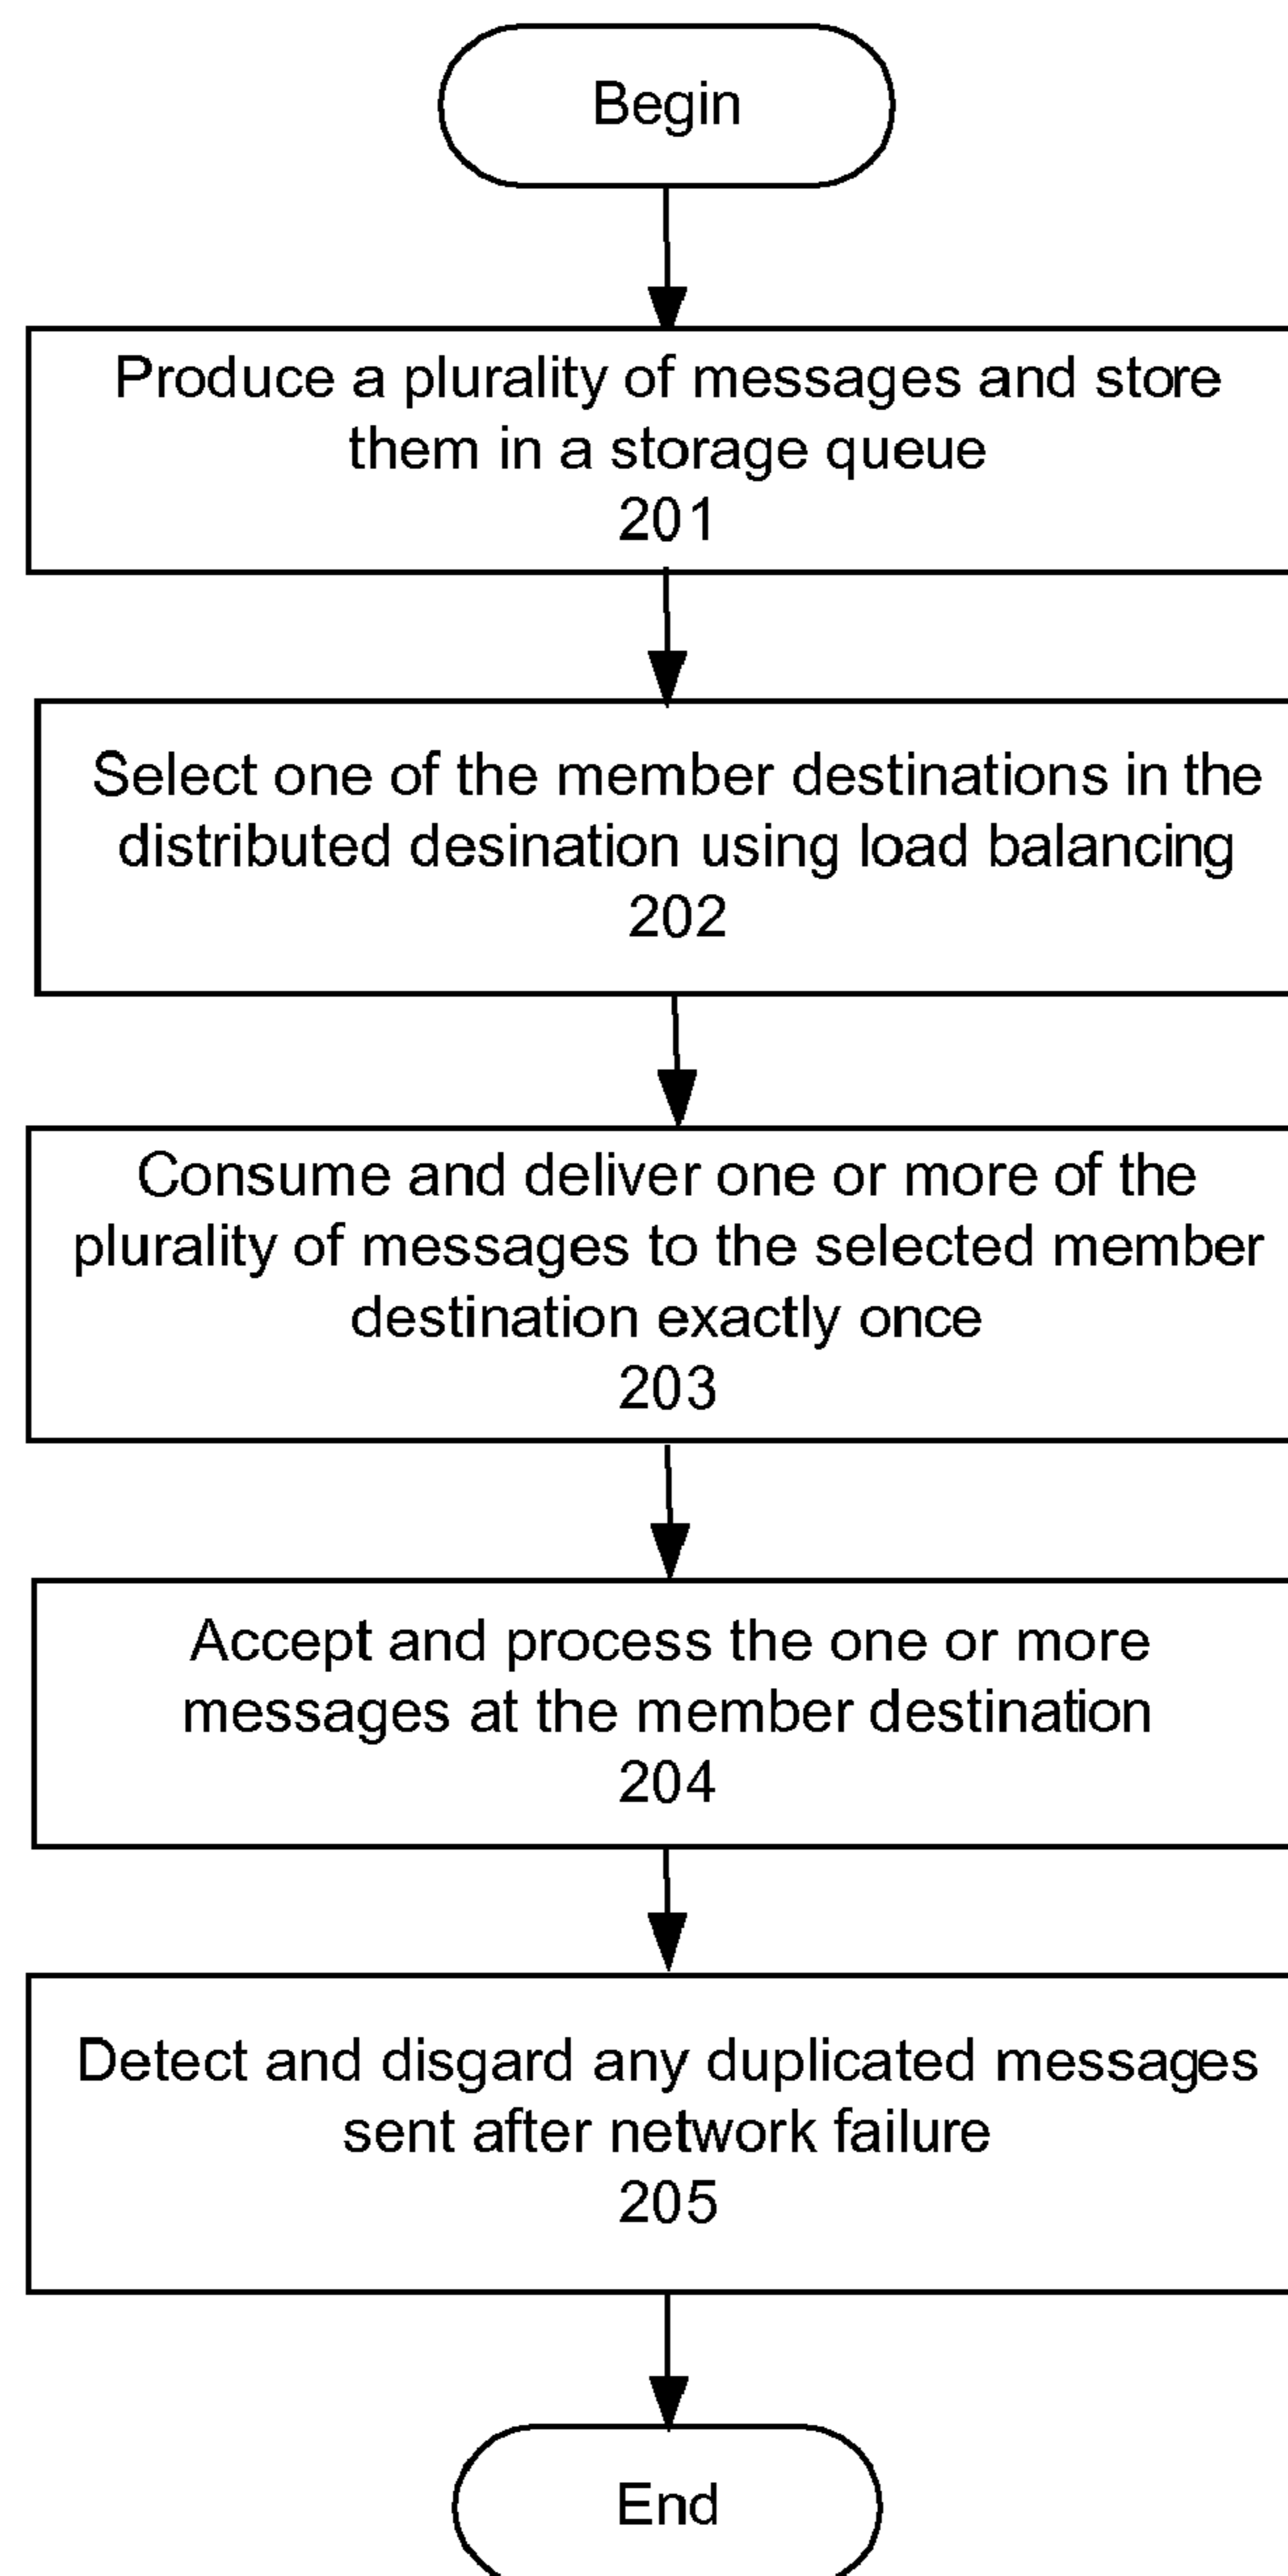 Begin
Produce a plurality of messages and store
them in a storage queue
201
Select one of the member destinations in the
distributed desination using load balancing
202
Consume and deliver one or more of the
plurality of messages to the selected member
destination exactly once
203
Accept and process the one or more
messages at the member destination
204
Detect and disgard any duplicated messages
sent after network failure
205
End